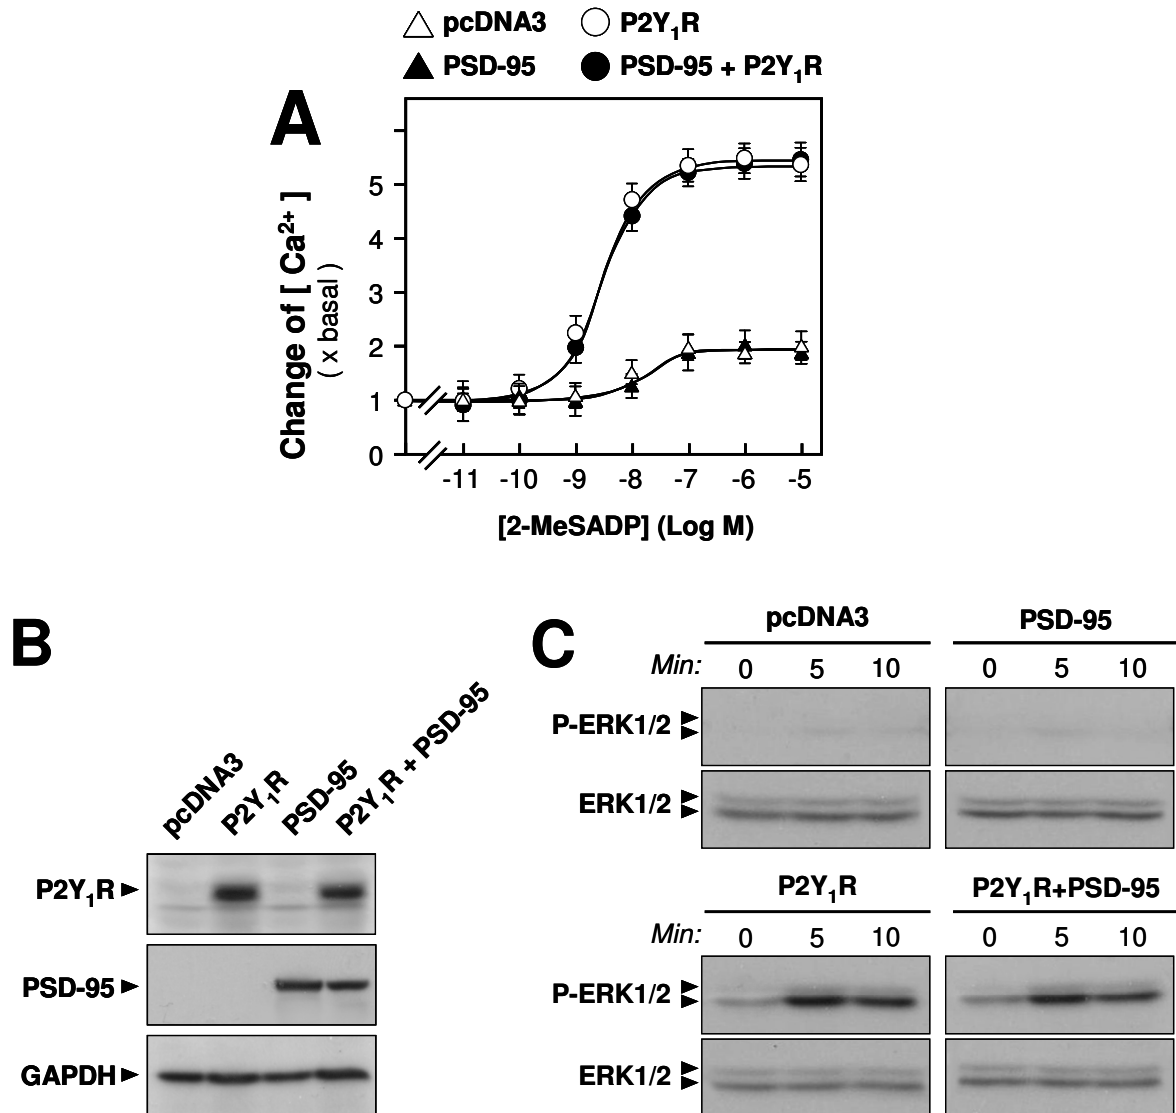 pcDNA3 P2Y₁R
PSD-95 PSD-95 + P2Y₁R
A
Change of [ Ca²⁺ ]
( x basal )
5
4
3
2
1
0
-11 -10 -9 -8 -7 -6 -5
[2-MeSADP] (Log M)
B
pcDNA3
P2Y₁R
PSD-95
P2Y₁R + PSD-95
P2Y₁R
PSD-95
GAPDH
C
pcDNA3 PSD-95
Min: 0 5 10 0 5 10
P-ERK1/2
ERK1/2
P2Y₁R P2Y₁R+PSD-95
Min: 0 5 10 0 5 10
P-ERK1/2
ERK1/2